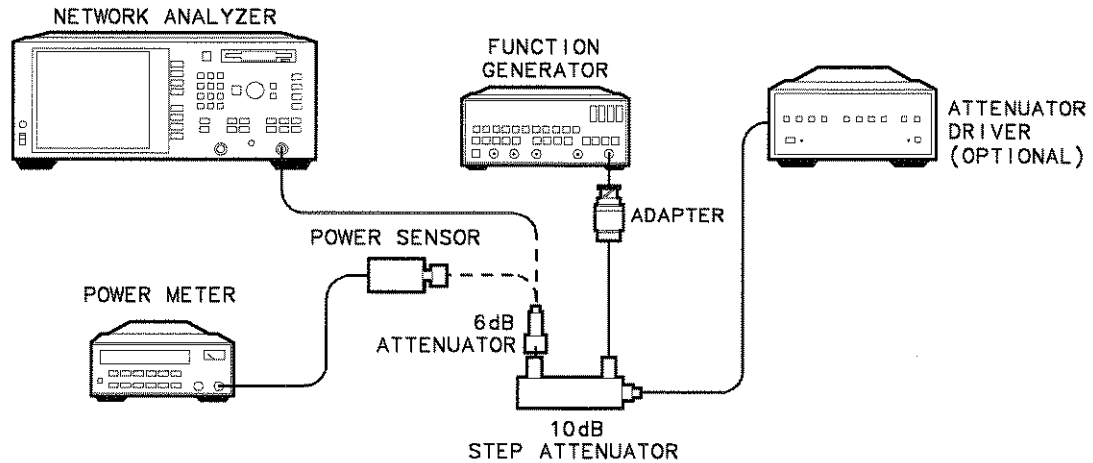 NETWORK ANALYZER
FUNCTION
GENERATOR
ATTENUATOR
DRIVER
(OPTIONAL)
ADAPTER
POWER SENSOR
POWER METER
6dB
ATTENUATOR
10dB
STEP ATTENUATOR